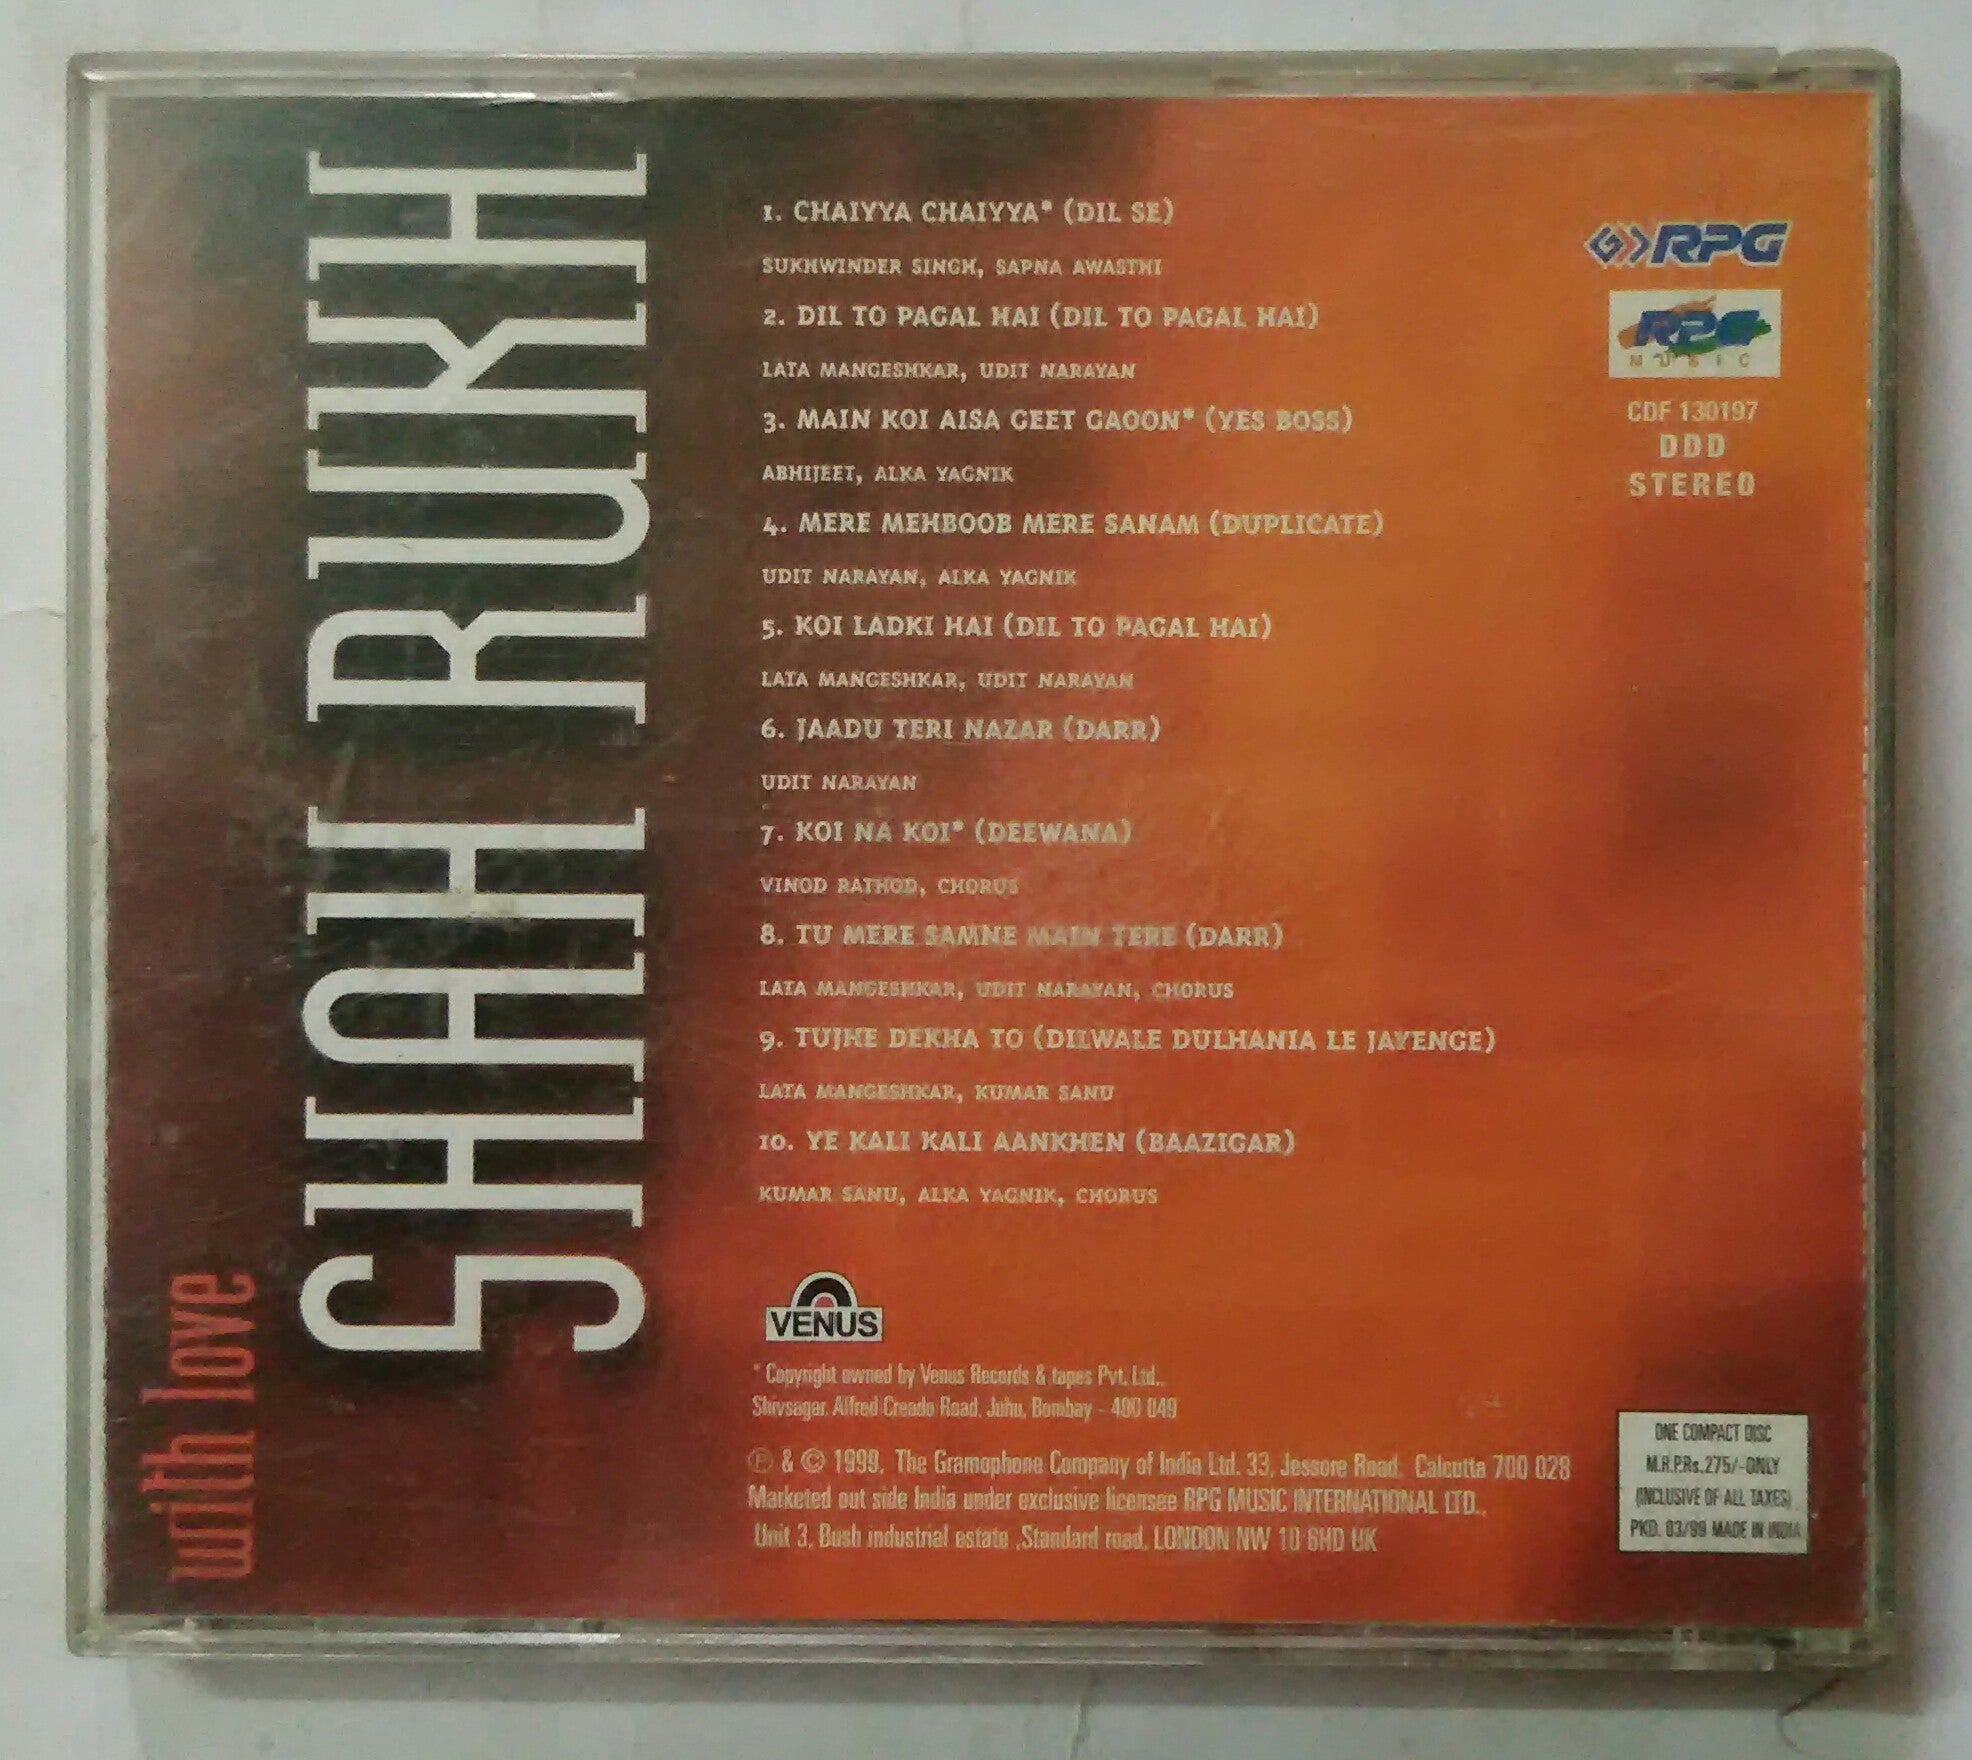 with love
SHAH RUKH
1. CHAIYYA CHAIYYA* (DIL SE)
SUKHWINDER SINGH, SAPNA AWASTHI
2. DIL TO PAGAL HAI (DIL TO PAGAL HAI)
LATA MANGESHKAR, UDIT NARAYAN
3. MAIN KOI AISA GEET GAOON* (YES BOSS)
ABHIJEET, ALKA YAGNIK
4. MERE MEHBOOB MERE SANAM (DUPLICATE)
UDIT NARAYAN, ALKA YAGNIK
5. KOI LADKI HAI (DIL TO PAGAL HAI)
LATA MANGESHKAR, UDIT NARAYAN
6. JAADU TERI NAZAR (DARR)
UDIT NARAYAN
7. KOI NA KOI* (DEEWANA)
VINOD RATHOD, CHORUS
8. TU MERE SAMNE MAIN TERE (DARR)
LATA MANGESHKAR, UDIT NARAYAN, CHORUS
9. TUJHE DEKHA TO (DILWALE DULHANIA LE JAYENGE)
LATA MANGESHKAR, KUMAR SANU
10. YE KALI KALI AANKHEN (BAAZIGAR)
KUMAR SANU, ALKA YAGNIK, CHORUS
RPG
RPG
MUSIC
CDF 130197
DDD
STEREO
VENUS
* Copyright owned by Venus Records & tapes Pvt. Ltd.,
Shivsagar, Alfred Creado Road, Juhu, Bombay - 400 049
℗ & © 1999, The Gramophone Company of India Ltd. 33, Jessore Road, Calcutta 700 028
Marketed out side India under exclusive licensee RPG MUSIC INTERNATIONAL LTD.,
Unit 3, Bush industrial estate ,Standard road, LONDON NW 10 6HD UK
ONE COMPACT DISC
M.R.P.Rs.275/-ONLY
(INCLUSIVE OF ALL TAXES)
PKD. 03/99 MADE IN INDIA